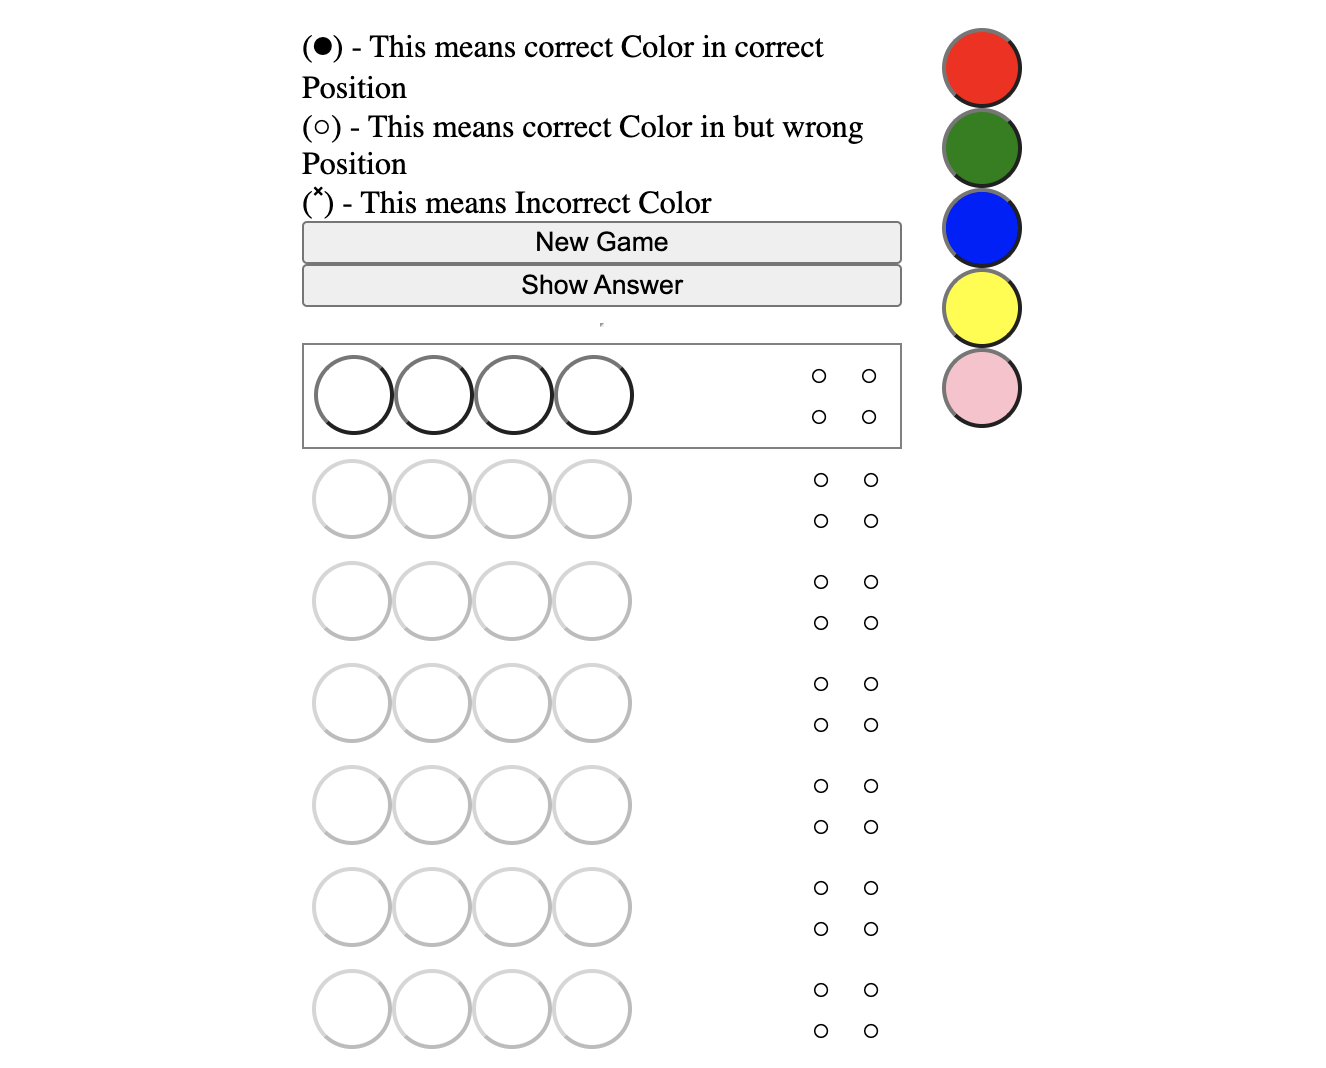 (●) - This means correct Color in correct
Position
(○) - This means correct Color in but wrong
Position
(×) - This means Incorrect Color
New Game
Show Answer